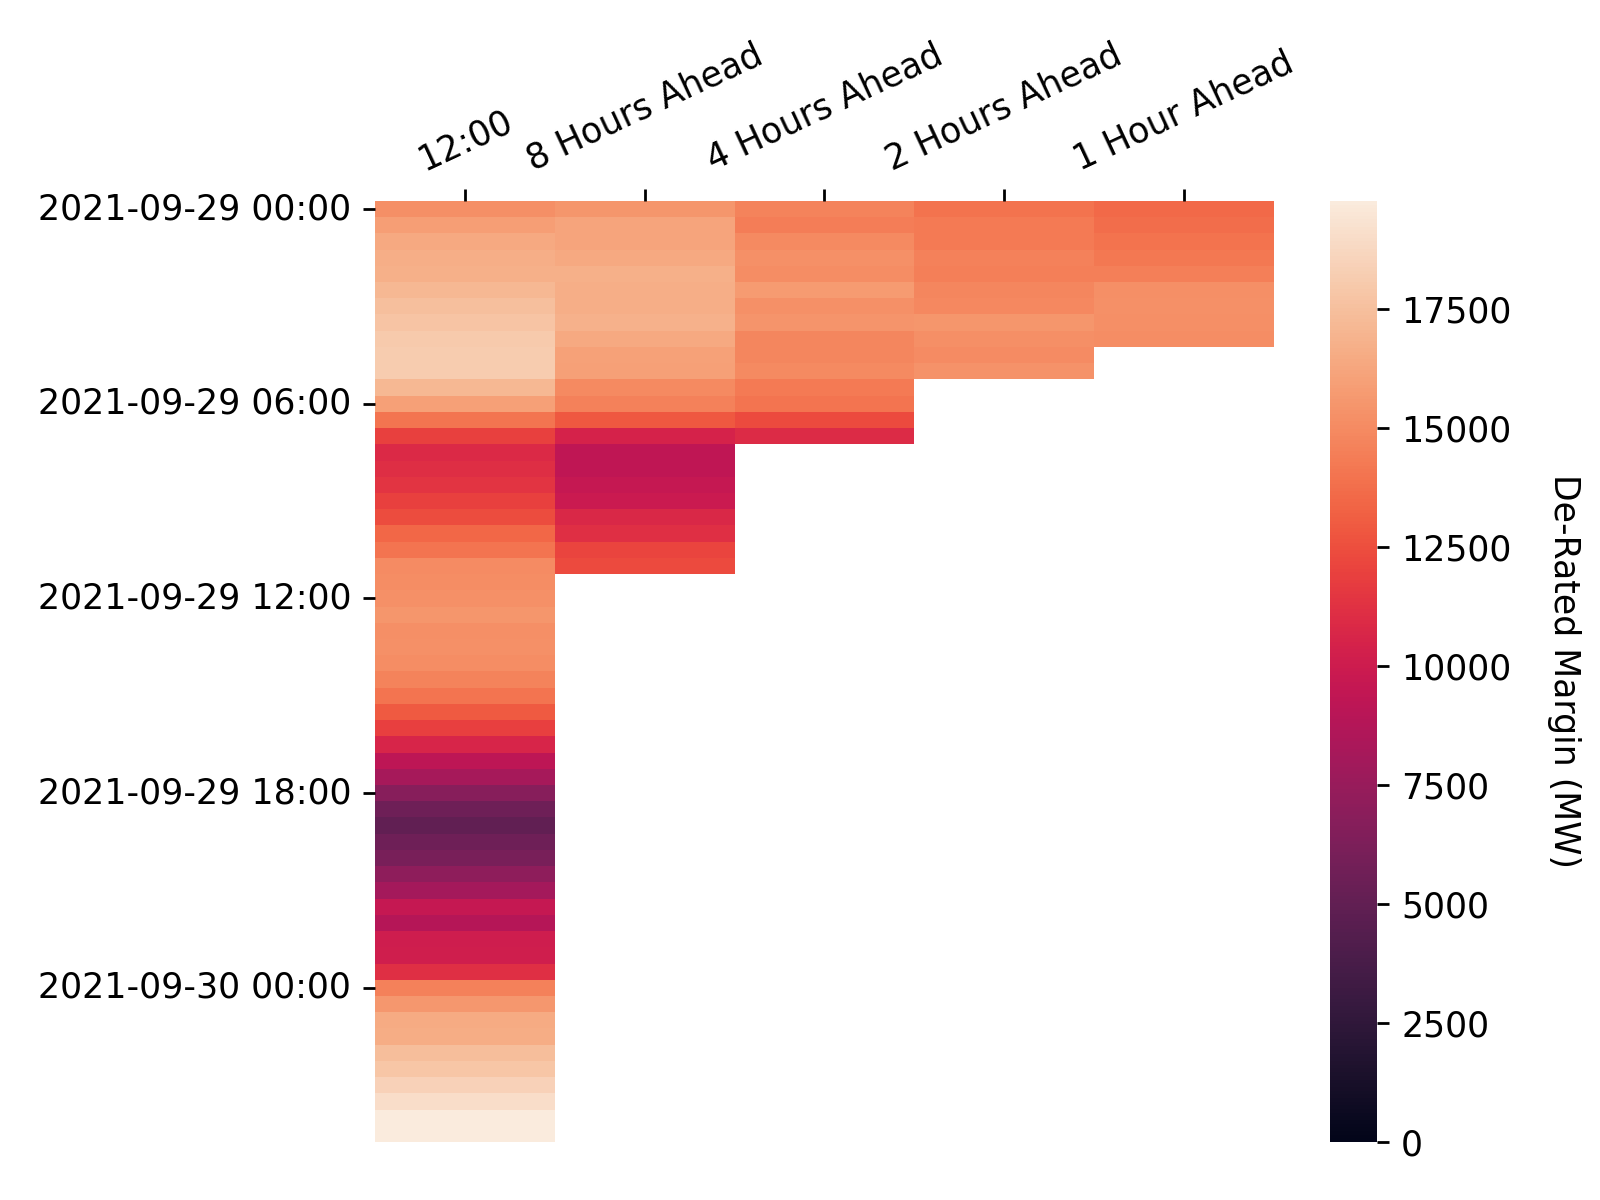 12:00
8 Hours Ahead
4 Hours Ahead
2 Hours Ahead
1 Hour Ahead
2021-09-29 00:00
2021-09-29 06:00
2021-09-29 12:00
2021-09-29 18:00
2021-09-30 00:00
17500
15000
12500
10000
7500
5000
2500
0
De-Rated Margin (MW)